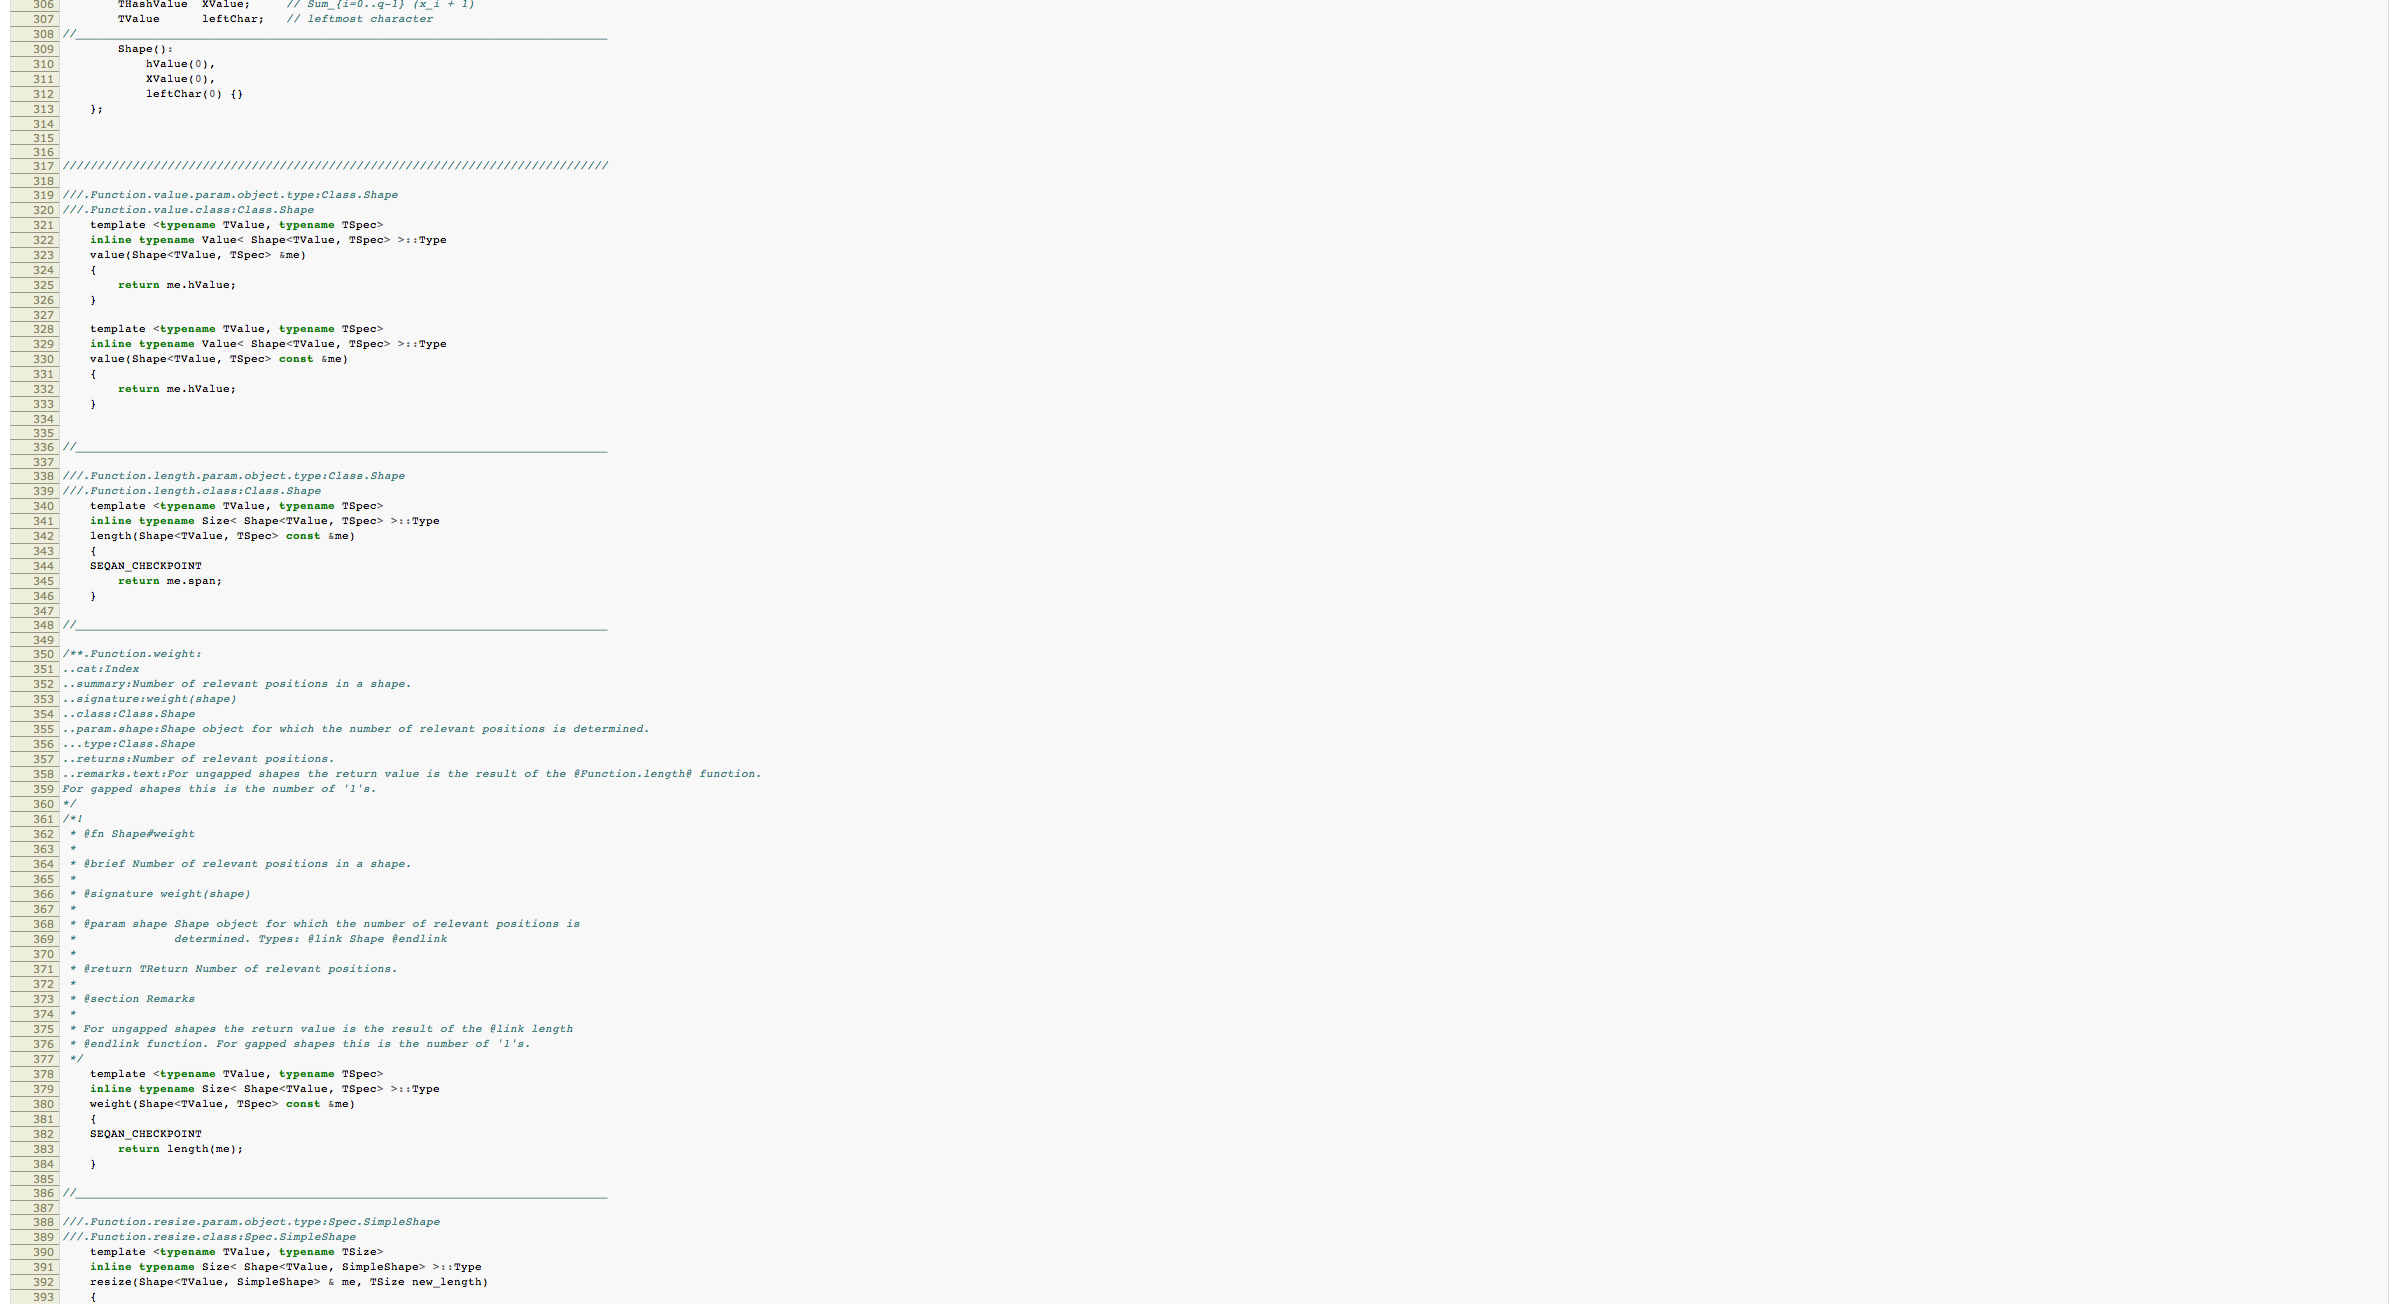 306 THashValue XValue; // Sum_{i=0..q-1} (x_i + 1)
307 TValue leftChar; // leftmost character
308 //____________________________________________________________________________
309 Shape():
310 hValue(0),
311 XValue(0),
312 leftChar(0) {}
313 };
314
315
316
317 //////////////////////////////////////////////////////////////////////////////
318
319 ///.Function.value.param.object.type:Class.Shape
320 ///.Function.value.class:Class.Shape
321 template <typename TValue, typename TSpec>
322 inline typename Value< Shape<TValue, TSpec> >::Type
323 value(Shape<TValue, TSpec> &me)
324 {
325 return me.hValue;
326 }
327
328 template <typename TValue, typename TSpec>
329 inline typename Value< Shape<TValue, TSpec> >::Type
330 value(Shape<TValue, TSpec> const &me)
331 {
332 return me.hValue;
333 }
334
335
336 //____________________________________________________________________________
337
338 ///.Function.length.param.object.type:Class.Shape
339 ///.Function.length.class:Class.Shape
340 template <typename TValue, typename TSpec>
341 inline typename Size< Shape<TValue, TSpec> >::Type
342 length(Shape<TValue, TSpec> const &me)
343 {
344 SEQAN_CHECKPOINT
345 return me.span;
346 }
347
348 //____________________________________________________________________________
349
350 /**.Function.weight:
351 ..cat:Index
352 ..summary:Number of relevant positions in a shape.
353 ..signature:weight(shape)
354 ..class:Class.Shape
355 ..param.shape:Shape object for which the number of relevant positions is determined.
356 ...type:Class.Shape
357 ..returns:Number of relevant positions.
358 ..remarks.text:For ungapped shapes the return value is the result of the @Function.length@ function.
359 For gapped shapes this is the number of '1's.
360 */
361 /*!
362 * @fn Shape#weight
363 *
364 * @brief Number of relevant positions in a shape.
365 *
366 * @signature weight(shape)
367 *
368 * @param shape Shape object for which the number of relevant positions is
369 * determined. Types: @link Shape @endlink
370 *
371 * @return TReturn Number of relevant positions.
372 *
373 * @section Remarks
374 *
375 * For ungapped shapes the return value is the result of the @link length
376 * @endlink function. For gapped shapes this is the number of '1's.
377 */
378 template <typename TValue, typename TSpec>
379 inline typename Size< Shape<TValue, TSpec> >::Type
380 weight(Shape<TValue, TSpec> const &me)
381 {
382 SEQAN_CHECKPOINT
383 return length(me);
384 }
385
386 //____________________________________________________________________________
387
388 ///.Function.resize.param.object.type:Spec.SimpleShape
389 ///.Function.resize.class:Spec.SimpleShape
390 template <typename TValue, typename TSize>
391 inline typename Size< Shape<TValue, SimpleShape> >::Type
392 resize(Shape<TValue, SimpleShape> & me, TSize new_length)
393 {